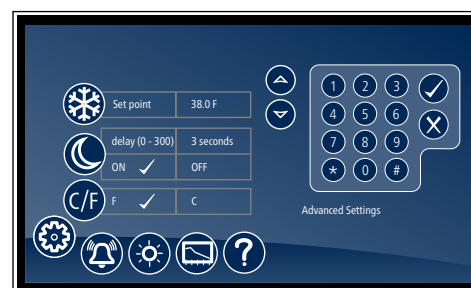 Set point 38.0 F
delay (0 - 300) 3 seconds
ON ✓ OFF
C/F F ✓ C
?
1 2 3
4 5 6
7 8 9
* 0 #
Advanced Settings